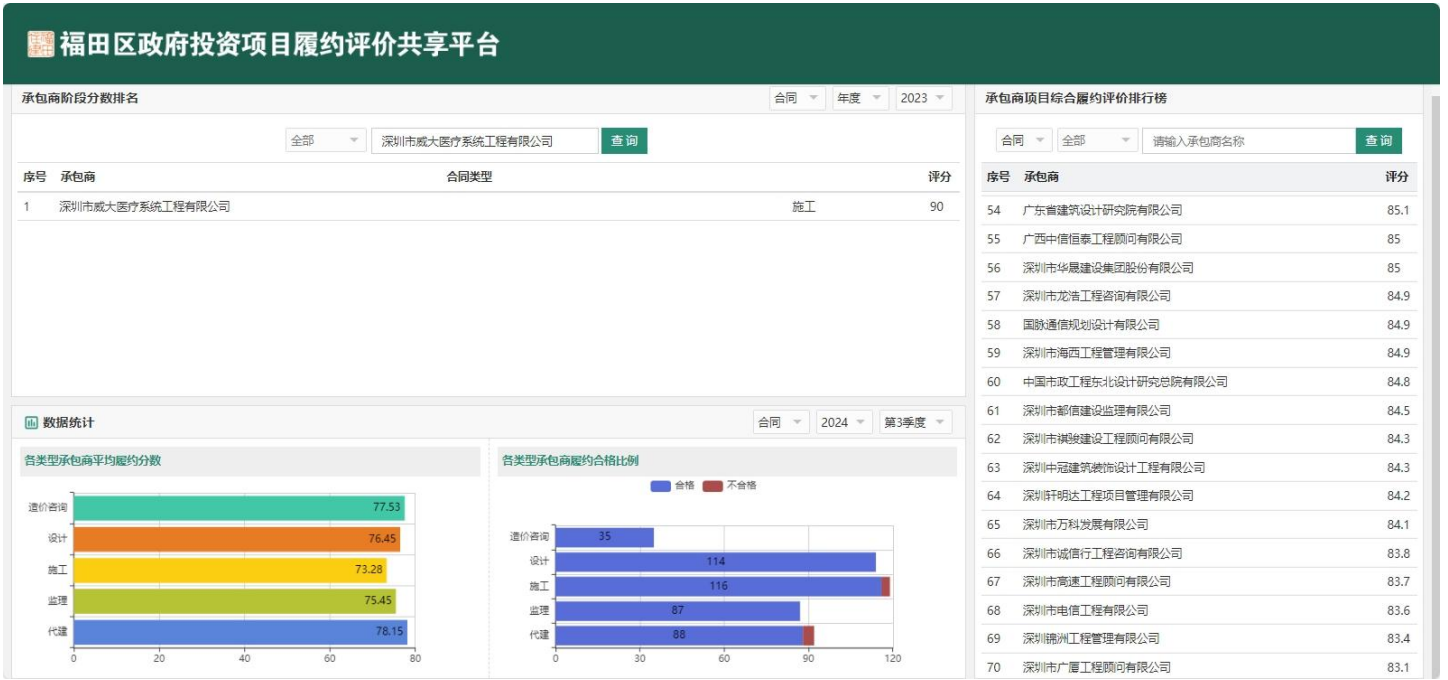 福田区政府投资项目履约评价共享平台
承包商阶段分数排名 合同 年度 2023
全部 深圳市威大医疗系统工程有限公司 查询
序号 承包商 合同类型 评分
1 深圳市威大医疗系统工程有限公司 施工 90
数据统计 合同 2024 第3季度
各类型承包商平均履约分数
造价咨询 77.53
设计 76.45
施工 73.28
监理 75.45
代建 78.15
0 20 40 60 80
各类型承包商履约合格比例
合格 不合格
造价咨询 35
设计 114
施工 116
监理 87
代建 88
0 30 60 90 120
承包商项目综合履约评价排行榜
合同 全部 请输入承包商名称 查询
序号 承包商 评分
54 广东省建筑设计研究院有限公司 85.1
55 广西中信恒泰工程顾问有限公司 85
56 深圳市华晟建设集团股份有限公司 85
57 深圳市龙浩工程咨询有限公司 84.9
58 国脉通信规划设计有限公司 84.9
59 深圳市海西工程管理有限公司 84.9
60 中国市政工程东北设计研究总院有限公司 84.8
61 深圳市都信建设监理有限公司 84.5
62 深圳市祺骏建设工程顾问有限公司 84.3
63 深圳中冠建筑装饰设计工程有限公司 84.3
64 深圳轩明达工程项目管理有限公司 84.2
65 深圳市万科发展有限公司 84.1
66 深圳市诚信行工程咨询有限公司 83.8
67 深圳市高速工程顾问有限公司 83.7
68 深圳市电信工程有限公司 83.6
69 深圳锦洲工程管理有限公司 83.4
70 深圳市广厦工程顾问有限公司 83.1